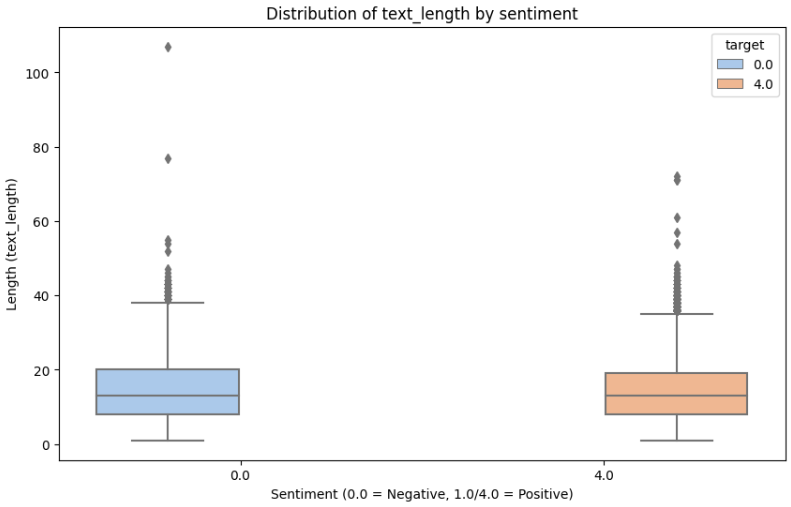 Distribution of text_length by sentiment
target
0.0
4.0
100
80
60
40
20
0
Length (text_length)
0.0
4.0
Sentiment (0.0 = Negative, 1.0/4.0 = Positive)